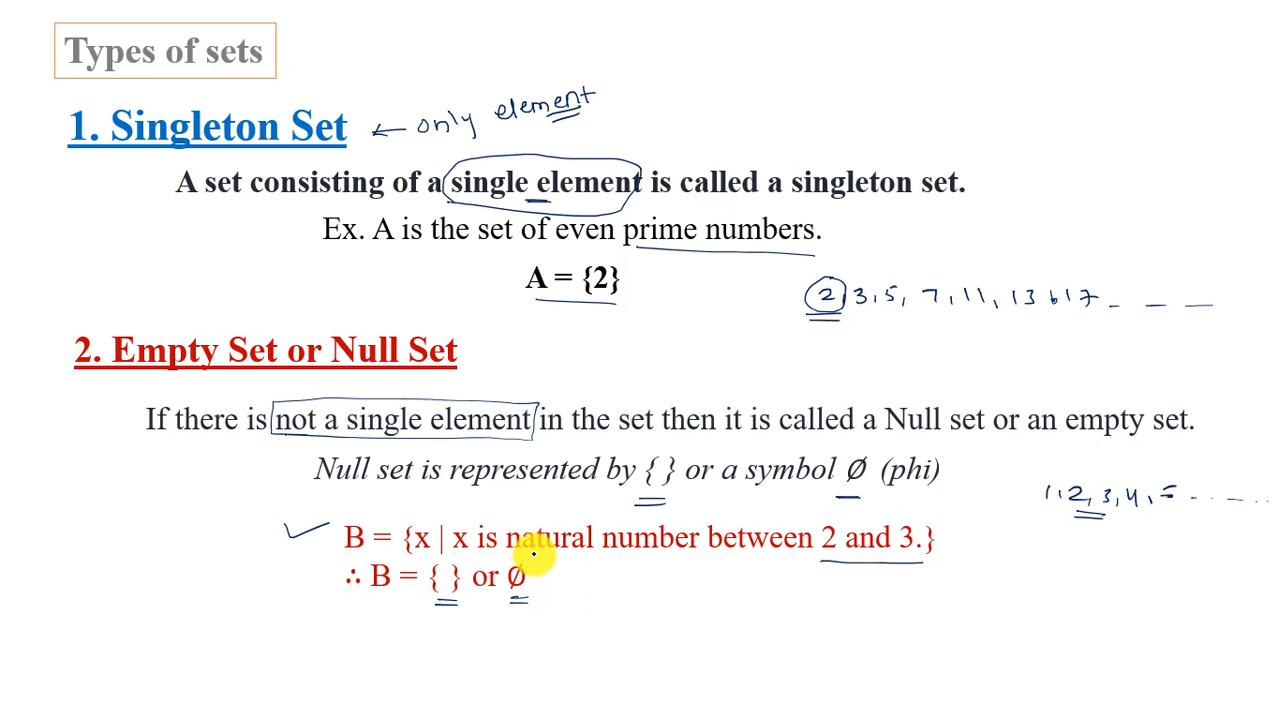 Types of sets
1. Singleton Set ← only element
A set consisting of a single element is called a singleton set.
Ex. A is the set of even prime numbers.
A = {2}
2, 3, 5, 7, 11, 13, 17 - - -
2. Empty Set or Null Set
If there is not a single element in the set then it is called a Null set or an empty set.
Null set is represented by { } or a symbol ∅ (phi)
1, 2, 3, 4,
B = {x | x is natural number between 2 and 3.}
∴ B = { } or ∅